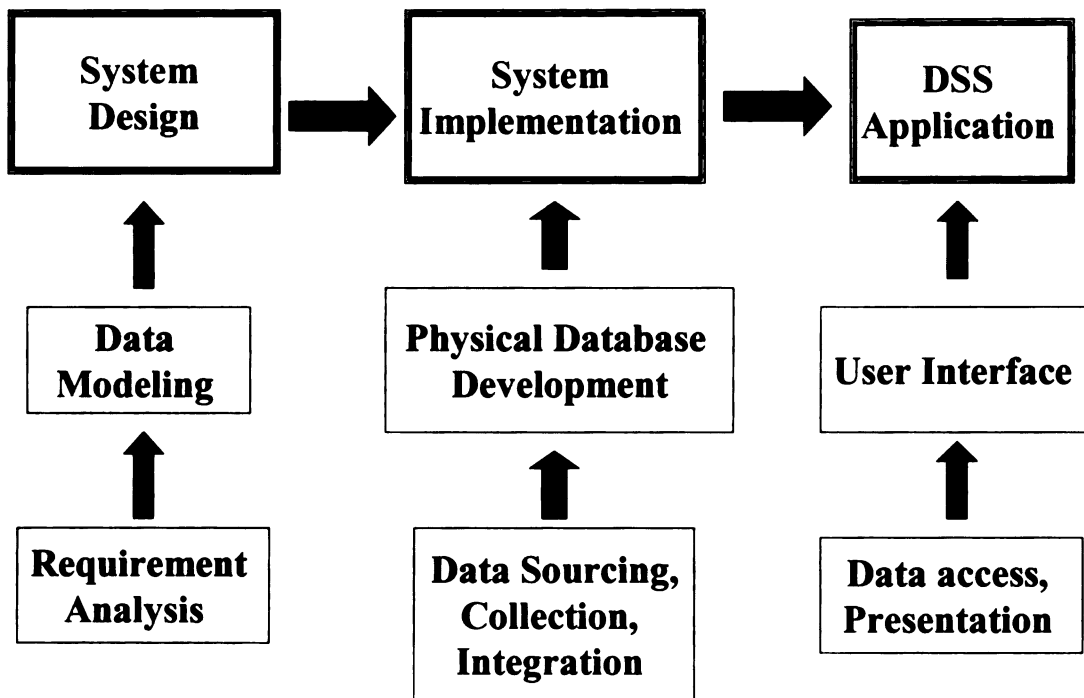 System
Design
System
Implementation
DSS
Application
Data
Modeling
Physical Database
Development
User Interface
Requirement
Analysis
Data Sourcing,
Collection,
Integration
Data access,
Presentation